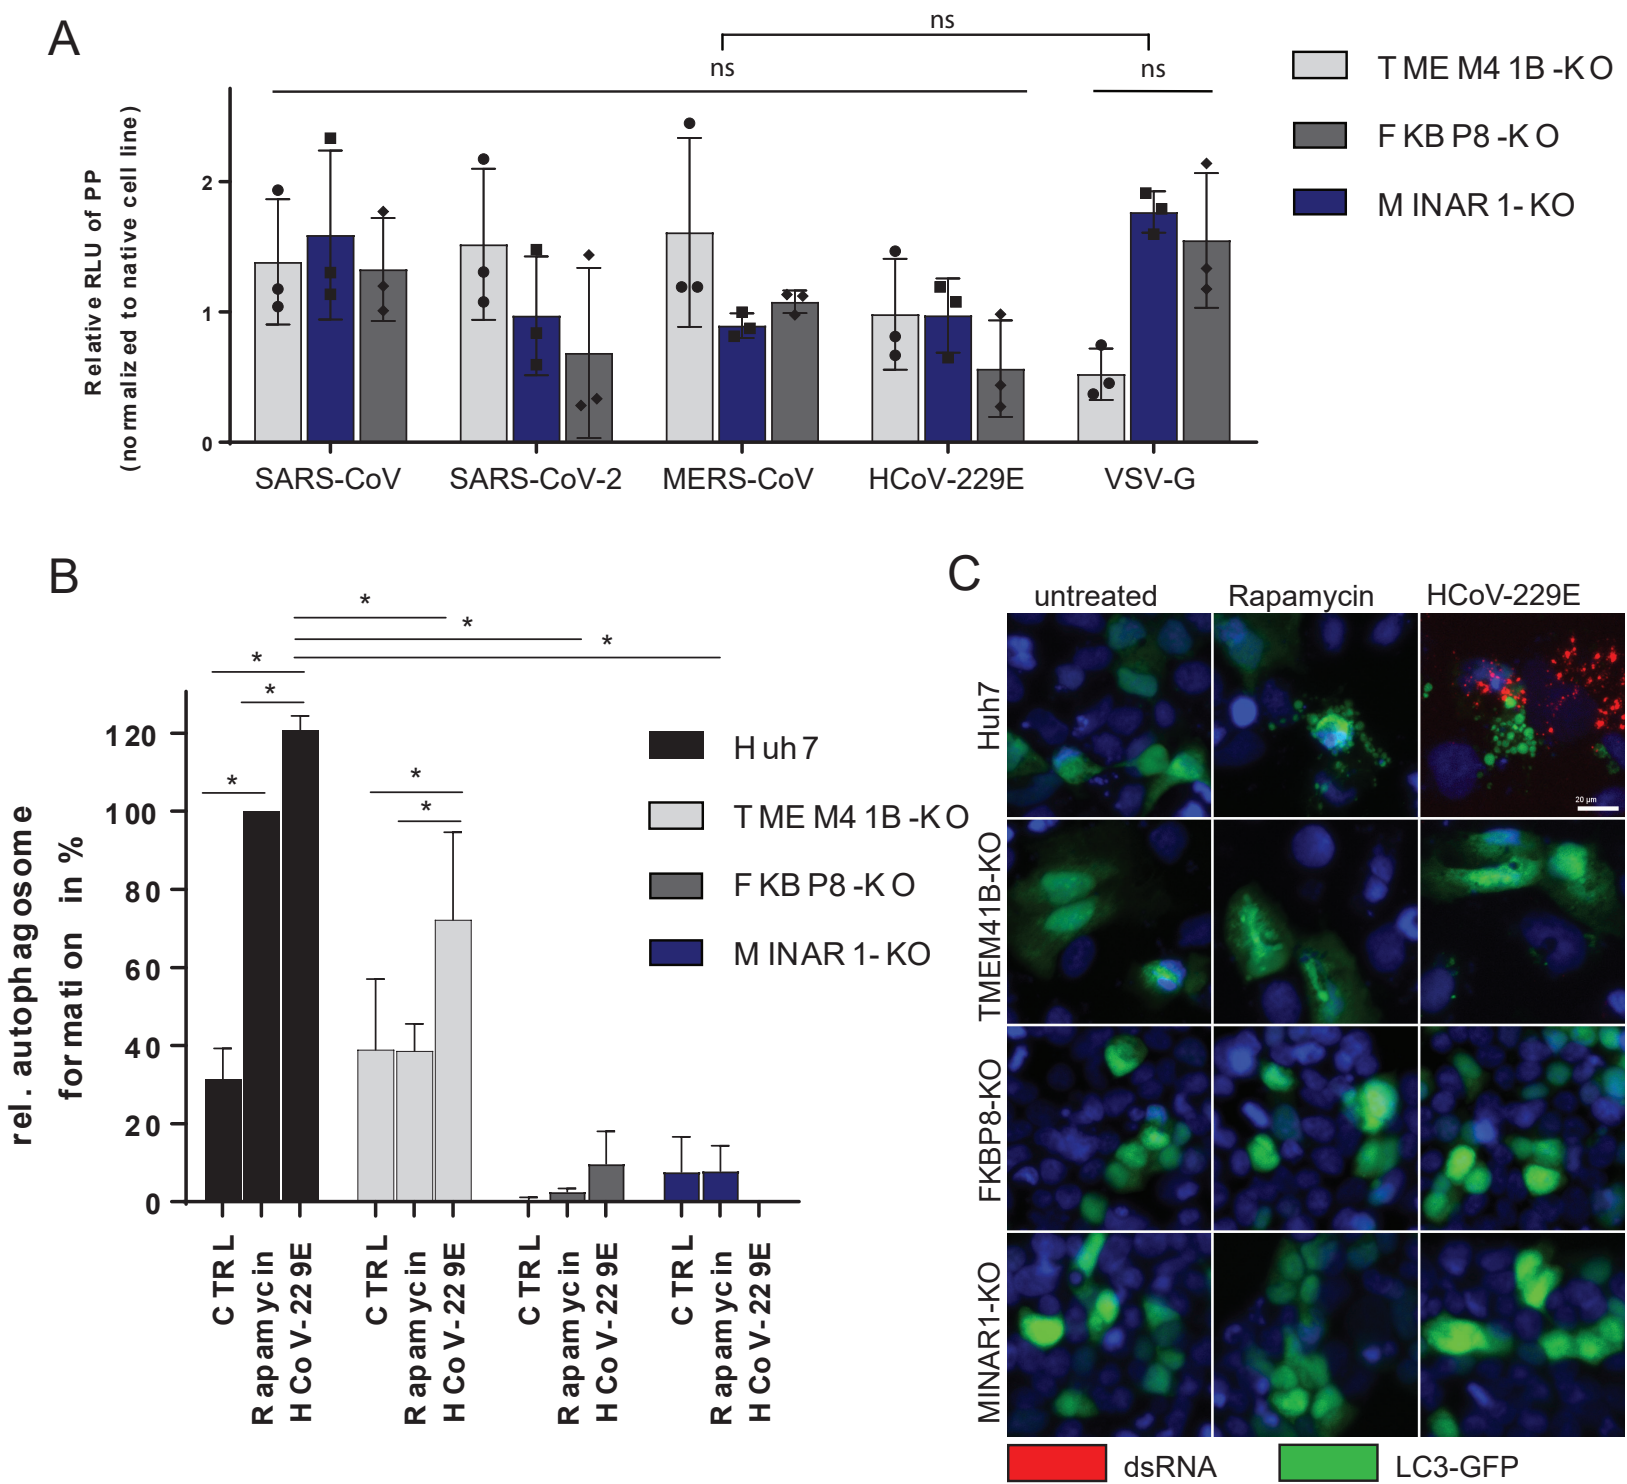 A
ns
ns
ns
TMEM41B-KO
FKBP8-KO
MINAR1-KO
Relative RLU of PP
(normalized to native cell line)
2
1
0
SARS-CoV
SARS-CoV-2
MERS-CoV
HCoV-229E
VSV-G
B
*
*
*
*
*
*
*
*
rel. autophagosome
formation in %
120
100
80
60
40
20
0
Huh7
TMEM41B-KO
FKBP8-KO
MINAR1-KO
CTRL
Rapamycin
HCoV-229E
CTRL
Rapamycin
HCoV-229E
CTRL
Rapamycin
HCoV-229E
CTRL
Rapamycin
HCoV-229E
C
untreated
Rapamycin
HCoV-229E
Huh7
20 µm
TMEM41B-KO
FKBP8-KO
MINAR1-KO
dsRNA
LC3-GFP